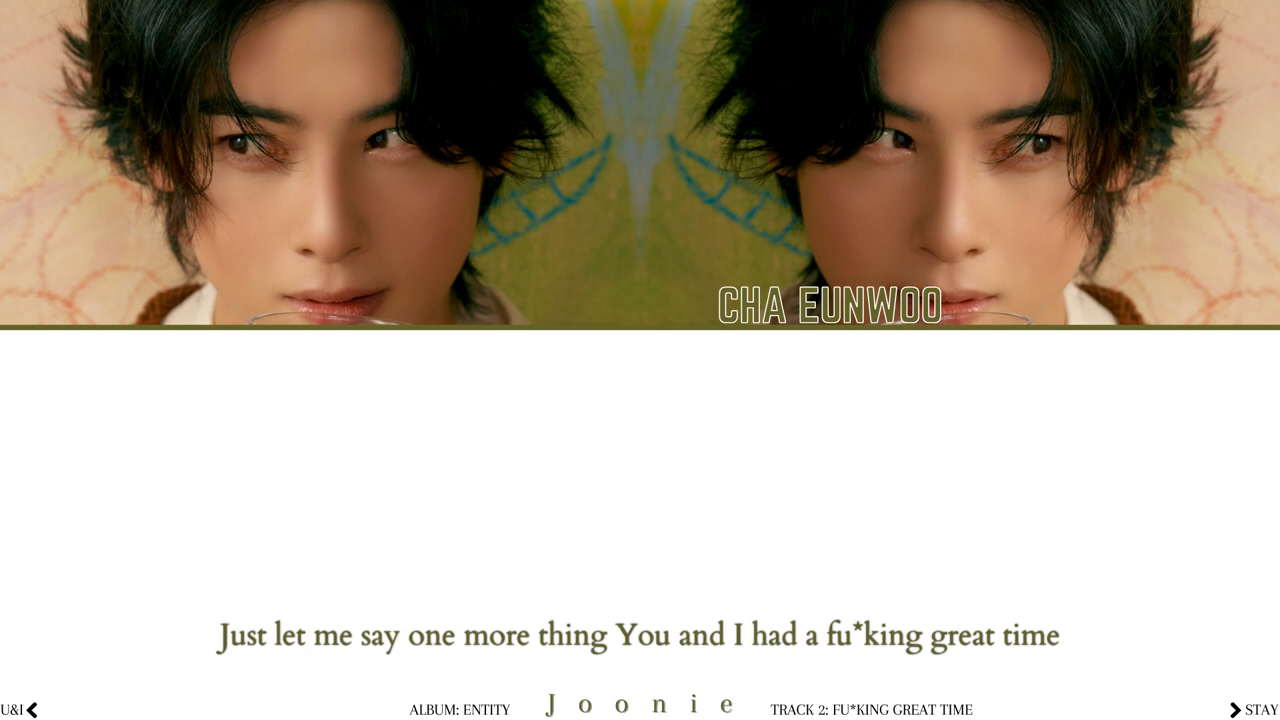 CHA EUNWOO
Just let me say one more thing You and I had a fu*king great time
U&I
ALBUM: ENTITY
Joonie
TRACK 2: FU*KING GREAT TIME
STAY